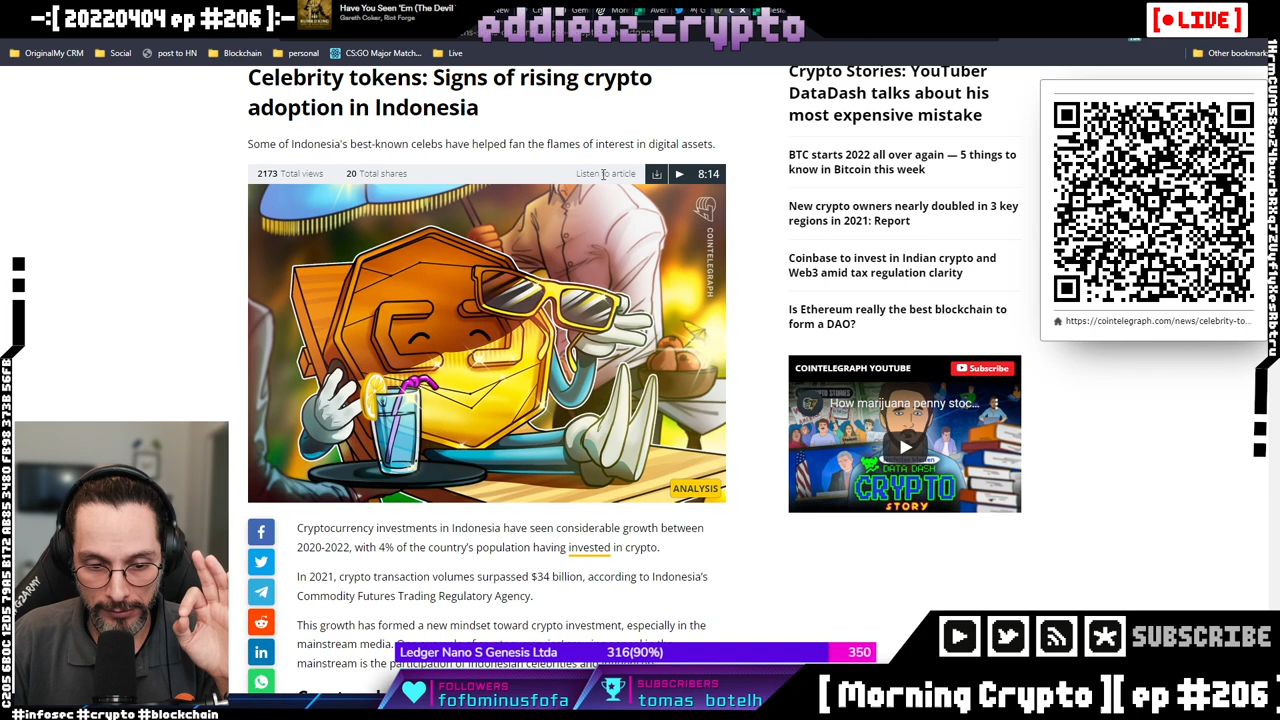 -:[ 20220404 ep #206 ]:-
Have You Seen 'Em (The Devil
Gareth Coker, Riot Forge
eddieoz.crypto
[ LIVE ]
OriginalMy CRM
Social
post to HN
Blockchain
personal
CS:GO Major Match...
Live
Other bookmark
Celebrity tokens: Signs of rising crypto
adoption in Indonesia
Some of Indonesia's best-known celebs have helped fan the flames of interest in digital assets.
2173 Total views
20 Total shares
Listen to article
8:14
COINTELEGRAPH
ANALYSIS
Cryptocurrency investments in Indonesia have seen considerable growth between
2020-2022, with 4% of the country's population having invested in crypto.
In 2021, crypto transaction volumes surpassed $34 billion, according to Indonesia's
Commodity Futures Trading Regulatory Agency.
This growth has formed a new mindset toward crypto investment, especially in the
mainstream media.
mainstream is the participation of Indonesian celebrities and
Crypto Stories: YouTuber
DataDash talks about his
most expensive mistake
BTC starts 2022 all over again — 5 things to
know in Bitcoin this week
New crypto owners nearly doubled in 3 key
regions in 2021: Report
Coinbase to invest in Indian crypto and
Web3 amid tax regulation clarity
Is Ethereum really the best blockchain to
form a DAO?
COINTELEGRAPH YOUTUBE
Subscribe
How marijuana penny stoc...
DATA DASH
CRYPTO
STORY
https://cointelegraph.com/news/celebrity-to...
Ledger Nano S Genesis Ltda
316(90%)
350
FOLLOWERS
fofbminusfofa
SUBSCRIBERS
tomas botelh
SUBSCRIBE
[ Morning Crypto ][ ep #206 ]
#infosec #crypto #blockchain